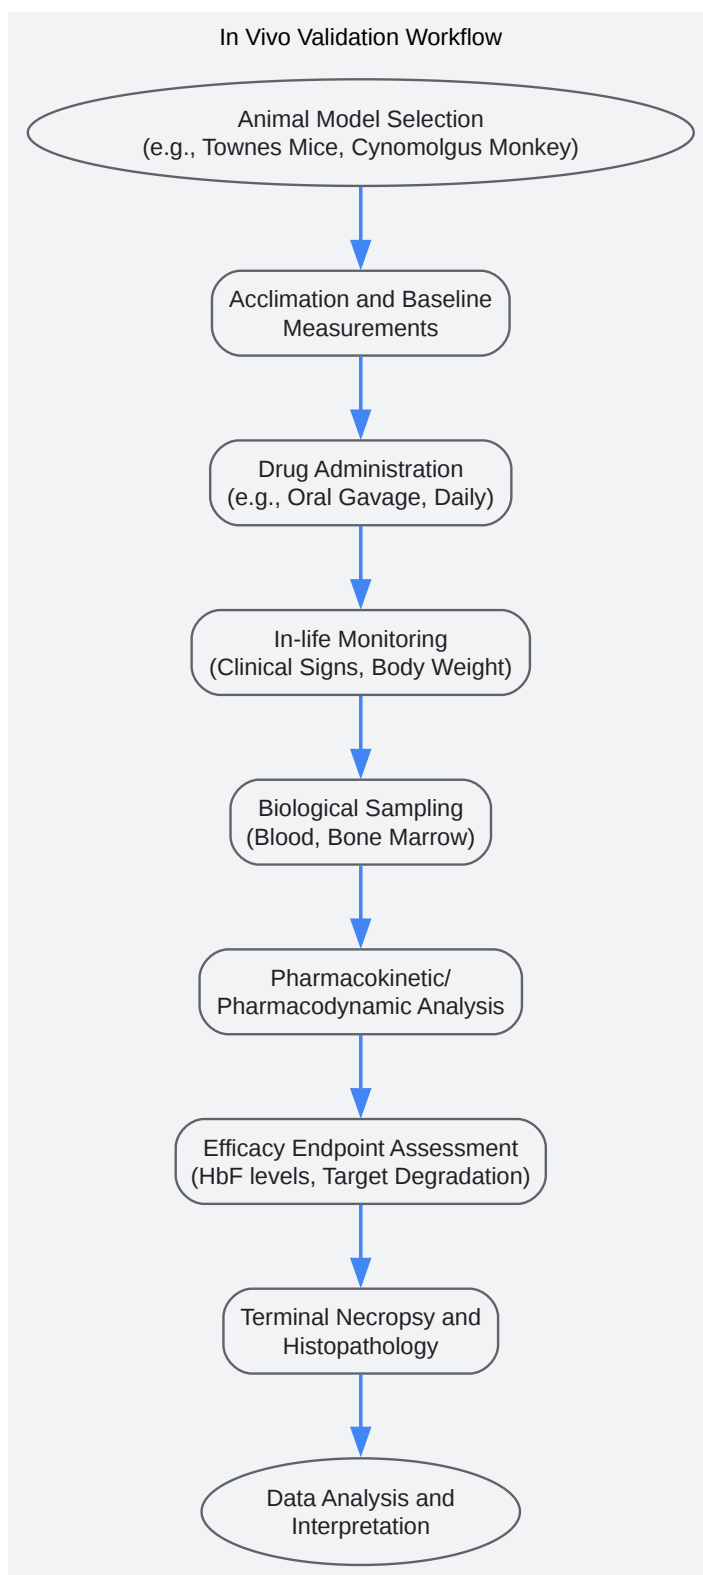 In Vivo Validation Workflow
Animal Model Selection
(e.g., Townes Mice, Cynomolgus Monkey)
Acclimation and Baseline
Measurements
Drug Administration
(e.g., Oral Gavage, Daily)
In-life Monitoring
(Clinical Signs, Body Weight)
Biological Sampling
(Blood, Bone Marrow)
Pharmacokinetic/
Pharmacodynamic Analysis
Efficacy Endpoint Assessment
(HbF levels, Target Degradation)
Terminal Necropsy and
Histopathology
Data Analysis and
Interpretation